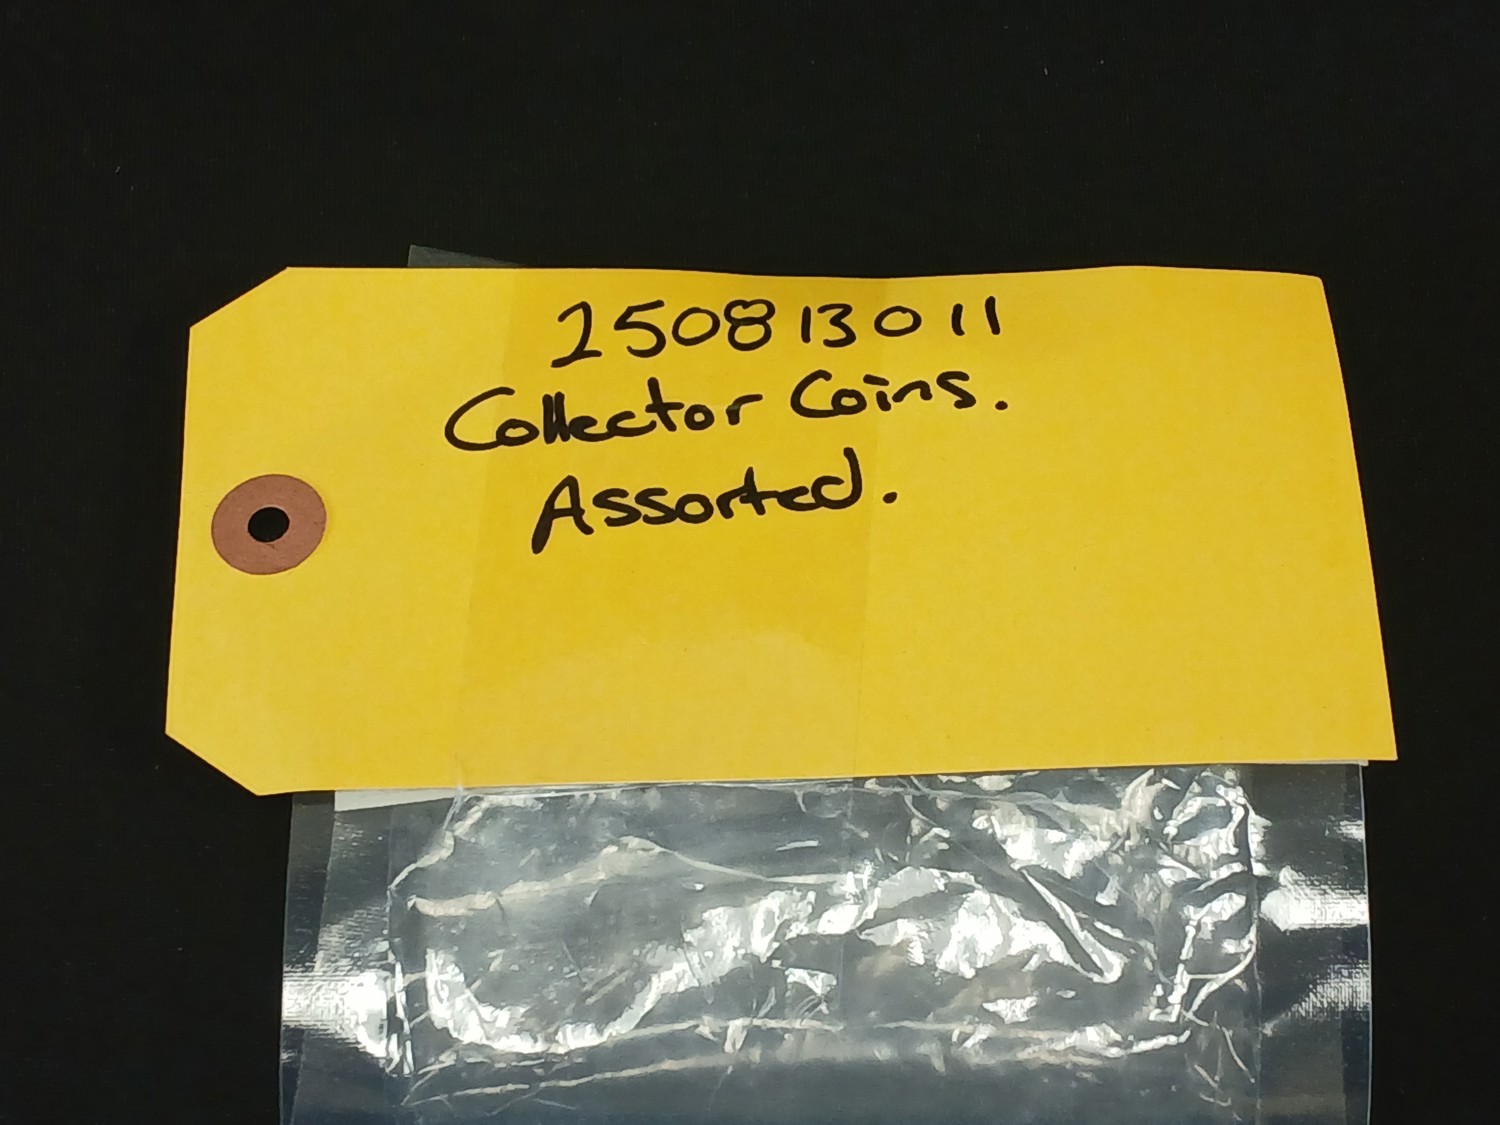 250813011
Collector Coins.
Assorted.